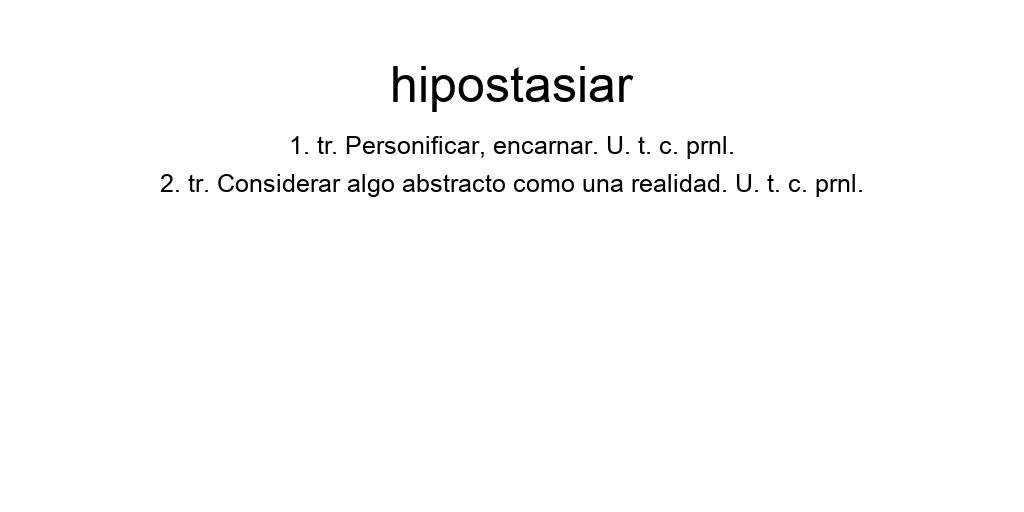 hipostasiar
1. tr. Personificar, encarnar. U. t. c. prnl.
2. tr. Considerar algo abstracto como una realidad. U. t. c. prnl.